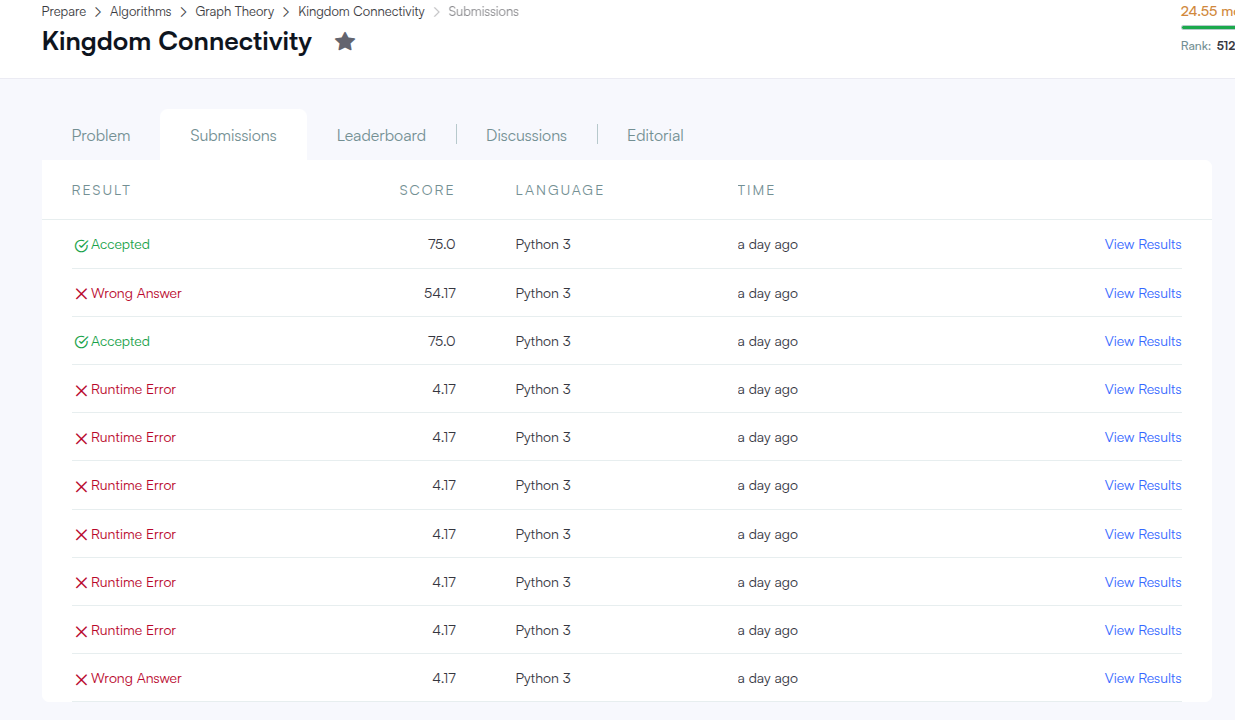 Prepare > Algorithms > Graph Theory > Kingdom Connectivity > Submissions
24.55 mo
Kingdom Connectivity
Rank: 512
Problem Submissions Leaderboard Discussions Editorial
RESULT SCORE LANGUAGE TIME
Accepted 75.0 Python 3 a day ago View Results
Wrong Answer 54.17 Python 3 a day ago View Results
Accepted 75.0 Python 3 a day ago View Results
Runtime Error 4.17 Python 3 a day ago View Results
Runtime Error 4.17 Python 3 a day ago View Results
Runtime Error 4.17 Python 3 a day ago View Results
Runtime Error 4.17 Python 3 a day ago View Results
Runtime Error 4.17 Python 3 a day ago View Results
Runtime Error 4.17 Python 3 a day ago View Results
Wrong Answer 4.17 Python 3 a day ago View Results